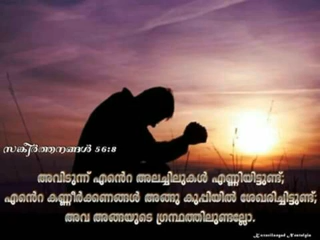 സങ്കീർത്തനങ്ങൾ 56:8
അവിടുന്ന് എന്റെ അലച്ചിലുകൾ എണ്ണിയിട്ടുണ്ട്;
എന്റെ കണ്ണീർക്കണങ്ങൾ അങ്ങു കുപ്പിയിൽ ശേഖരിച്ചിട്ടുണ്ട്;
അവ അങ്ങയുടെ ഗ്രന്ഥത്തിലുണ്ടല്ലോ.